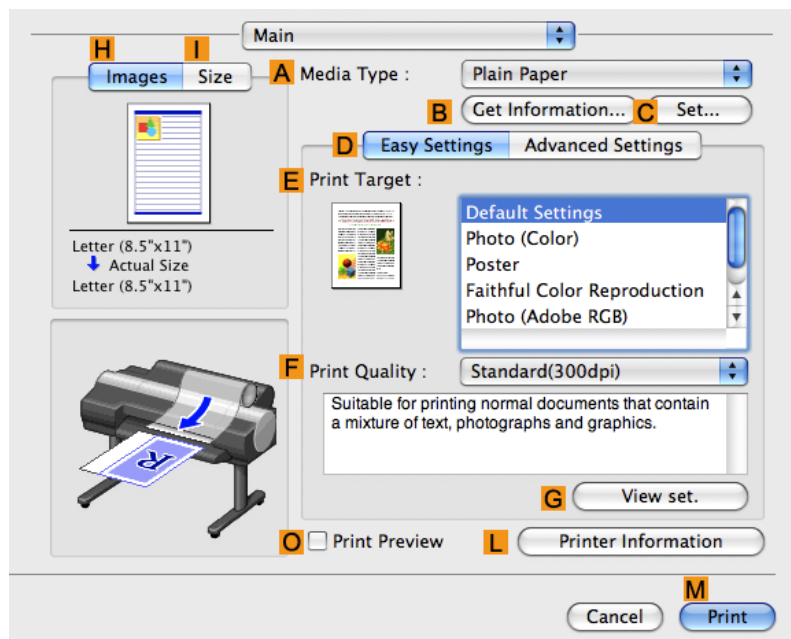 Main
H I
Images Size
A Media Type : Plain Paper
B Get Information... C Set...
D Easy Settings Advanced Settings
E Print Target :
Default Settings
Photo (Color)
Poster
Faithful Color Reproduction
Photo (Adobe RGB)
Letter (8.5"x11")
Actual Size
Letter (8.5"x11")
F Print Quality : Standard(300dpi)
Suitable for printing normal documents that contain
a mixture of text, photographs and graphics.
R
G View set.
O Print Preview L Printer Information
M
Cancel Print